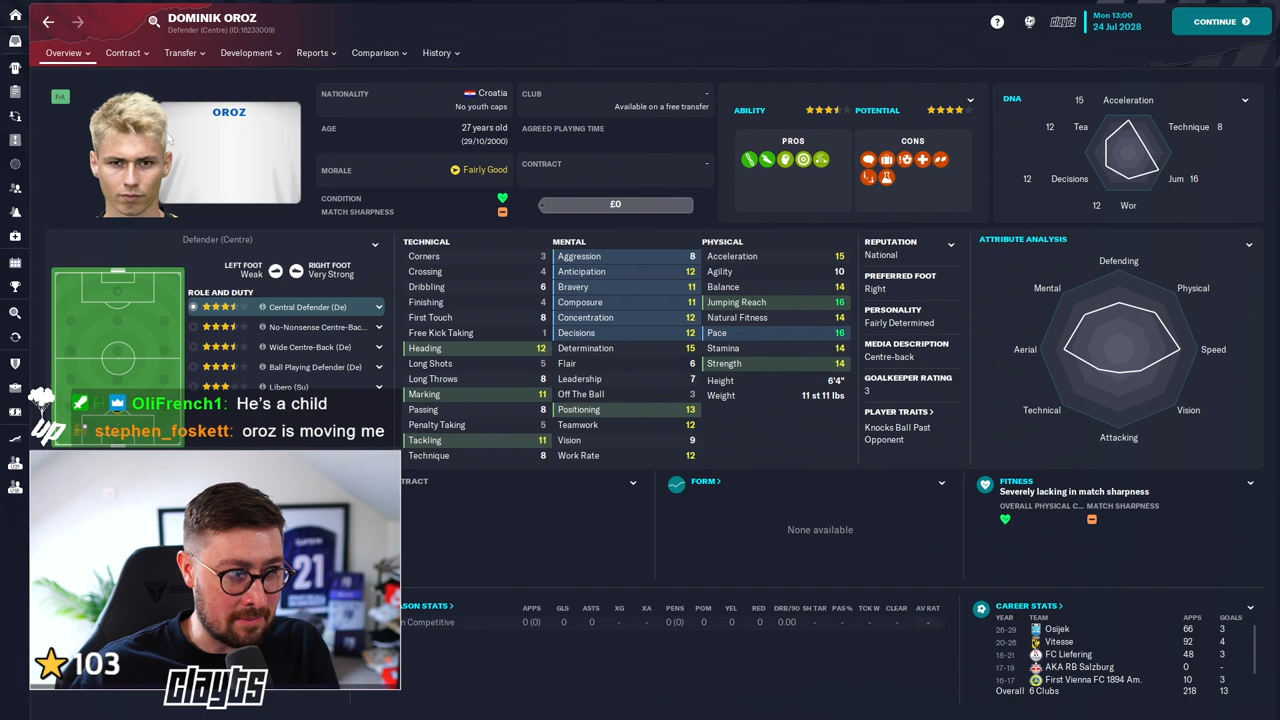 DOMINIK OROZ
Defender (Centre) (ID:16233009)
clayts
Mon 13:00
24 Jul 2028
CONTINUE
Overview
Contract
Transfer
Development
Reports
Comparison
History
FrA
OROZ
NATIONALITY
Croatia
No youth caps
AGE
27 years old
(29/10/2000)
MORALE
Fairly Good
CONDITION
MATCH SHARPNESS
CLUB
-
Available on a free transfer
AGREED PLAYING TIME
CONTRACT
-
£0
ABILITY
POTENTIAL
PROS
CONS
DNA
15 Acceleration
12 Tea
Technique 8
12 Decisions
Jum 16
12
Wor
Defender (Centre)
LEFT FOOT
Weak
RIGHT FOOT
Very Strong
ROLE AND DUTY
Central Defender (De)
No-Nonsense Centre-Bac...
Wide Centre-Back (De)
Ball Playing Defender (De)
Libero (Su)
TECHNICAL
Corners 3
Crossing 4
Dribbling 6
Finishing 4
First Touch 8
Free Kick Taking 1
Heading 12
Long Shots 5
Long Throws 8
Marking 11
Passing 8
Penalty Taking 5
Tackling 11
Technique 8
MENTAL
Aggression 8
Anticipation 12
Bravery 11
Composure 11
Concentration 12
Decisions 12
Determination 15
Flair 6
Leadership 7
Off The Ball 3
Positioning 13
Teamwork 12
Vision 9
Work Rate 12
PHYSICAL
Acceleration 15
Agility 10
Balance 14
Jumping Reach 16
Natural Fitness 14
Pace 16
Stamina 14
Strength 14
Height 6'4"
Weight 11 st 11 lbs
REPUTATION
National
PREFERRED FOOT
Right
PERSONALITY
Fairly Determined
MEDIA DESCRIPTION
Centre-back
GOALKEEPER RATING
3
PLAYER TRAITS >
Knocks Ball Past
Opponent
ATTRIBUTE ANALYSIS
Defending
Mental
Physical
Aerial
Speed
Technical
Vision
Attacking
OliFrench1: He's a child
stephen_foskett: oroz is moving me
up
21
103
clayts
TRACT
FORM >
None available
FITNESS
Severely lacking in match sharpness
OVERALL PHYSICAL C... MATCH SHARPNESS
ASON STATS >
APPS GLS ASTS XG XA PENS POM YEL RED DRB/90 SH TAR PAS % TCK W CLEAR AV RAT
n Competitive 0 (0) 0 0 - - 0 (0) 0 0 0 0.00 - - - - -
CAREER STATS >
YEAR TEAM APPS GOALS
26-29 Osijek 66 3
20-26 Vitesse 92 4
18-21 FC Liefering 48 3
17-19 AKA RB Salzburg 0 -
16-17 First Vienna FC 1894 Am. 10 3
Overall 6 Clubs 218 13